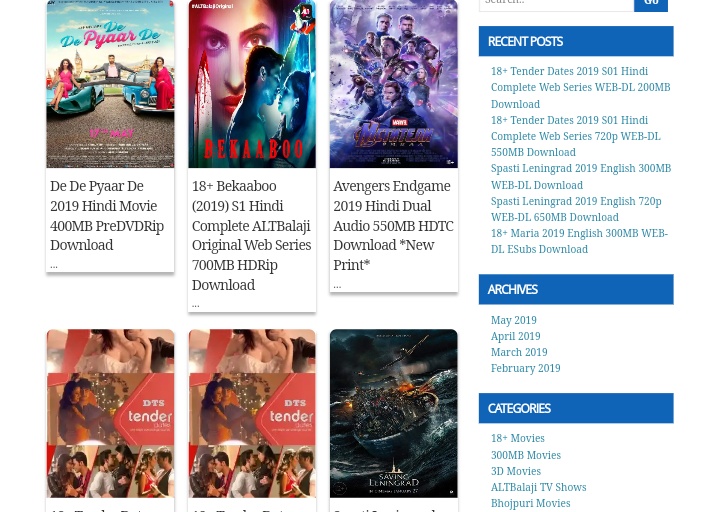 De
De Pyaar De
#ALTBalajiOriginal
BEKAABOO
MARVEL
De De Pyaar De
2019 Hindi Movie
400MB PreDVDRip
Download
...
18+ Bekaaboo
(2019) S1 Hindi
Complete ALTBalaji
Original Web Series
700MB HDRip
Download
...
Avengers Endgame
2019 Hindi Dual
Audio 550MB HDTC
Download *New
Print*
...
DTS
tender
DTS
tender
SAVING
LENINGRAD
Search..
Go
RECENT POSTS
18+ Tender Dates 2019 S01 Hindi
Complete Web Series WEB-DL 200MB
Download
18+ Tender Dates 2019 S01 Hindi
Complete Web Series 720p WEB-DL
550MB Download
Spasti Leningrad 2019 English 300MB
WEB-DL Download
Spasti Leningrad 2019 English 720p
WEB-DL 650MB Download
18+ Maria 2019 English 300MB WEB-
DL ESubs Download
ARCHIVES
May 2019
April 2019
March 2019
February 2019
CATEGORIES
18+ Movies
300MB Movies
3D Movies
ALTBalaji TV Shows
Bhojpuri Movies